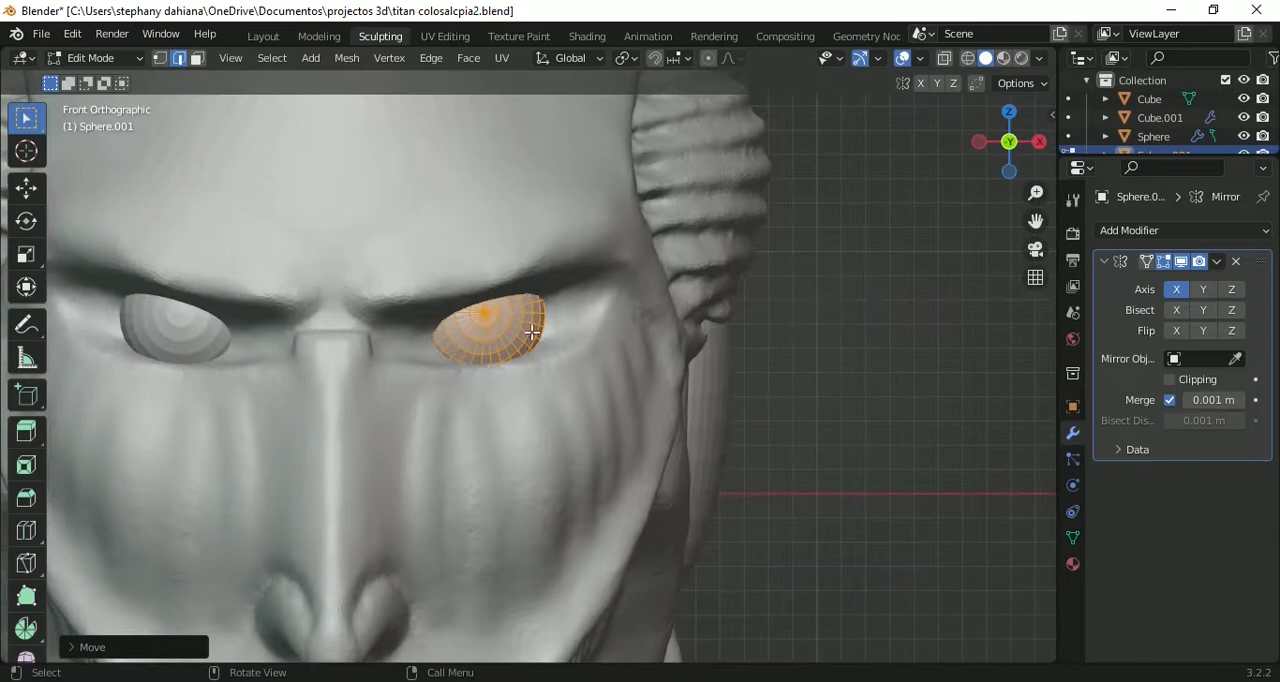 Blender* [C:\Users\stephany dahiana\OneDrive\Documentos\projectos 3d\titan colosalcpia2.blend]
File Edit Render Window Help Layout Modeling Sculpting UV Editing Texture Paint Shading Animation Rendering Compositing Geometry Noc Scene ViewLayer
Edit Mode View Select Add Mesh Vertex Edge Face UV Global
X Y Z Options
Front Orthographic
(1) Sphere.001
Z
Y X
Move
Collection
Cube
Cube.001
Sphere
Sphere.0... > Mirror
Add Modifier
Axis X Y Z
Bisect X Y Z
Flip X Y Z
Mirror Obj...
Clipping
Merge 0.001 m
Bisect Dis... 0.001 m
Data
Select Rotate View Call Menu 3.2.2